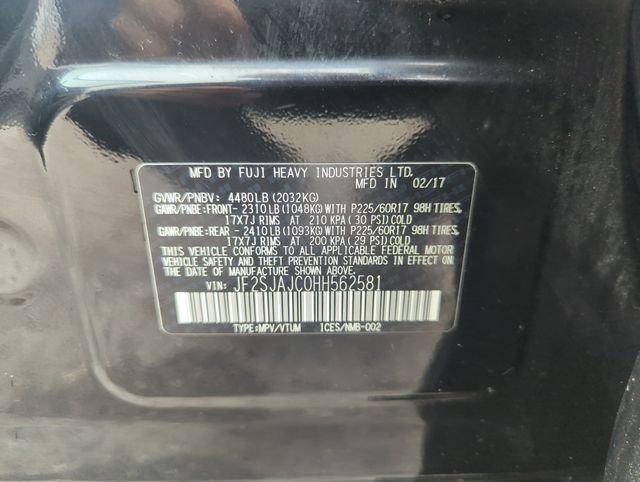 MFD BY FUJI HEAVY INDUSTRIES LTD.
MFD IN 02/17
GVWR/PNBV: 4480LB(2032KG)
GAWR/PNBE:FRONT- 2310LB(1048KG)WITH P225/60R17 98H TIRES,
17X7J RIMS AT 210 KPA(30 PSI)COLD
GAWR/PNBE:REAR - 2410LB(1093KG)WITH P225/60R17 98H TIRES,
17X7J RIMS AT 200 KPA(29 PSI)COLD
THIS VEHICLE CONFORMS TO ALL APPLICABLE FEDERAL MOTOR
VEHICLE SAFETY, BUMPER, AND THEFT PREVENTION STANDARDS
IN EFFECT ON THE DATE OF MANUFACTURE SHOWN ABOVE.
VIN: JF2SJAJC0HH562581
TYPE:MPV/VTUM ICES/NMB-002